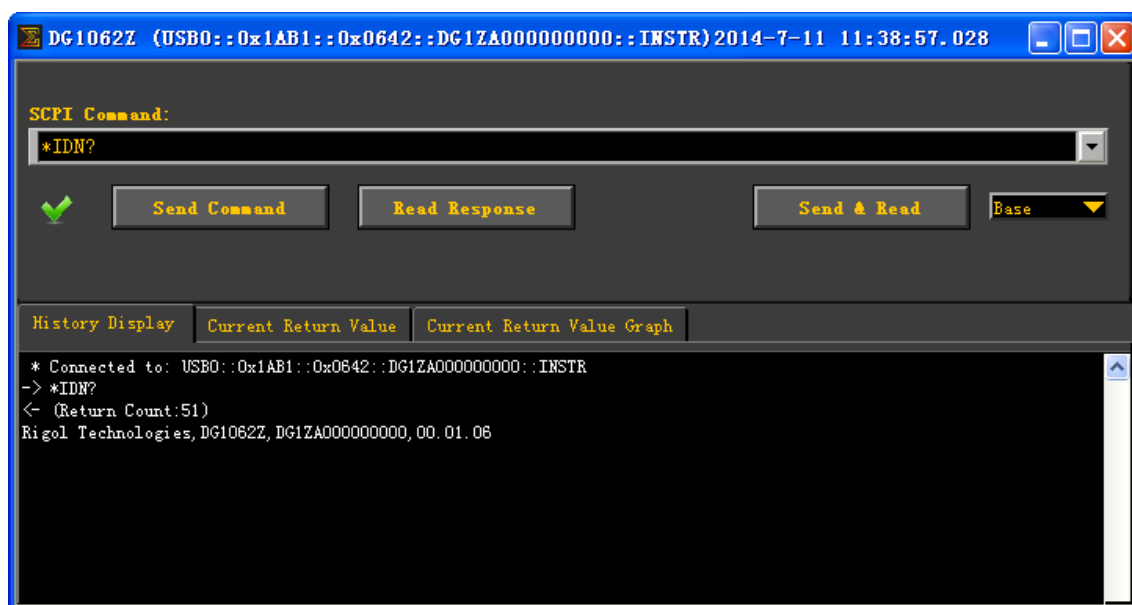 DG1062Z (USB0::0x1AB1::0x0642::DG1ZA000000000::INSTR)2014-7-11 11:38:57.028
SCPI Command:
*IDN?
Send Command Read Response Send & Read Base
History Display Current Return Value Current Return Value Graph
* Connected to: USB0::0x1AB1::0x0642::DG1ZA000000000::INSTR
-> *IDN?
<- (Return Count:51)
Rigol Technologies,DG1062Z,DG1ZA000000000,00.01.06